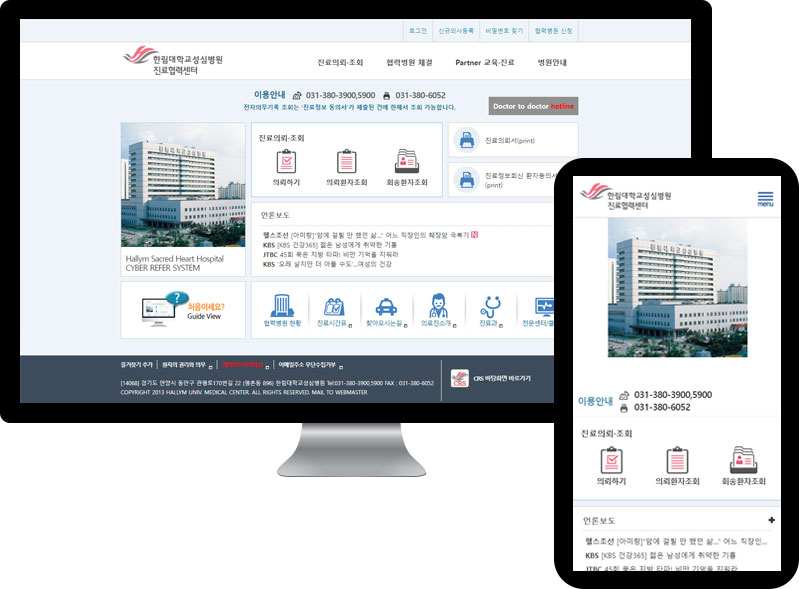 로그인 신규의사등록 비밀번호 찾기 협력병원 신청
한림대학교성심병원
진료협력센터
진료의뢰·조회 협력병원 체결 Partner 교육·진료 병원안내
이용안내 031-380-3900,5900 031-380-6052
전자의무기록 조회는 '진료정보 동의서'가 제출된 건에 한해서 조회 가능합니다.
Doctor to doctor hotline
진료의뢰·조회
의뢰하기 의뢰환자조회 회송환자조회
진료의뢰서(print)
진료정보회신 환자동의서
(print)
Hallym Sacred Heart Hospital
CYBER REFER SYSTEM
언론보도
헬스조선 [아미랑]"암에 걸릴 만 했던 삶..." 어느 직장인의 췌장암 극복기 N
KBS [KBS 건강365] 젊은 남성에게 취약한 기흉
JTBC 45회 묵은 지방 타파! 비만 기억을 지워라
KBS '오래 살지만 더 아플 수도'...여성의 건강
처음이세요?
Guide View
협력병원 현황 진료시간표 찾아오시는길 의료진소개 진료과 전문센터/클
즐겨찾기 추가 환자의 권리와 의무 이메일주소 무단수집거부
[14068] 경기도 안양시 동안구 관평로170번길 22 (평촌동 896) 한림대학교성심병원 Tel:031-380-3900,5900 FAX : 031-380-6052
COPYRIGHT 2013 HALLYM UNIV. MEDICAL CENTER. ALL RIGHTS RESERVED. MAIL TO WEBMASTER
CRS
CRS 바탕화면 바로가기
한림대학교성심병원
진료협력센터
menu
이용안내 031-380-3900,5900
031-380-6052
진료의뢰·조회
의뢰하기 의뢰환자조회 회송환자조회
언론보도
헬스조선 [아미랑]"암에 걸릴 만 했던 삶..." 어느 직장인...
KBS [KBS 건강365] 젊은 남성에게 취약한 기흉
JTBC 45회 묵은 지방 타파! 비만 기억을 지워라